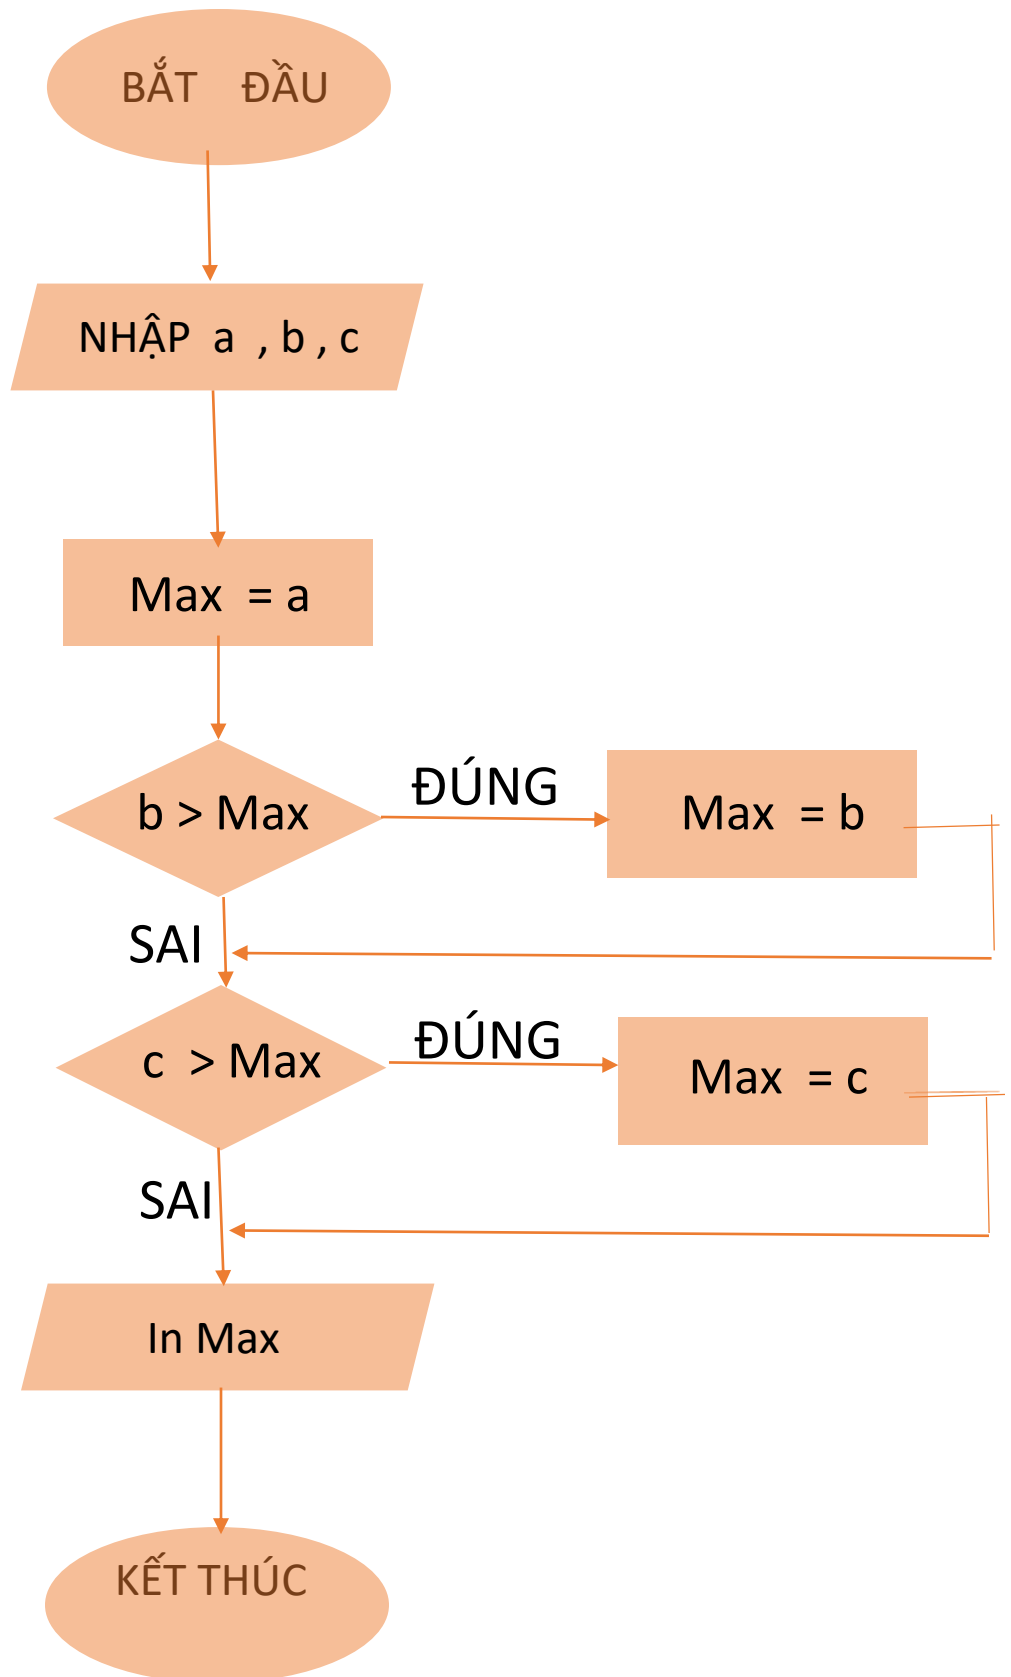 BẮT ĐẦU
NHẬP a , b , c
Max = a
b > Max
ĐÚNG
Max = b
SAI
c > Max
ĐÚNG
Max = c
SAI
In Max
KẾT THÚC